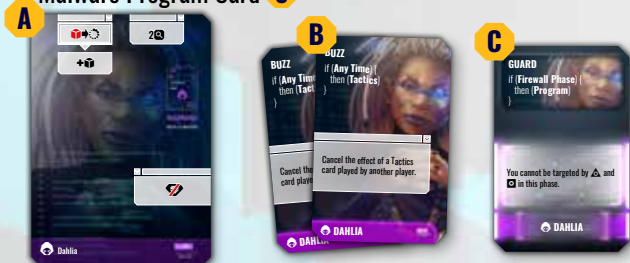 Malware Program Card
A
2
+
Dahlia
B
BUZZ
if (Any Time
then (Tact
}
Cancel the
card playe
DAHLIA
BUZZ
if (Any Time) {
then (Tactics)
}
Cancel the effect of a Tactics
card played by another player.
DAHLIA
C
GUARD
if (Firewall Phase) {
then (Program)
}
You cannot be targeted by and
in this phase.
DAHLIA